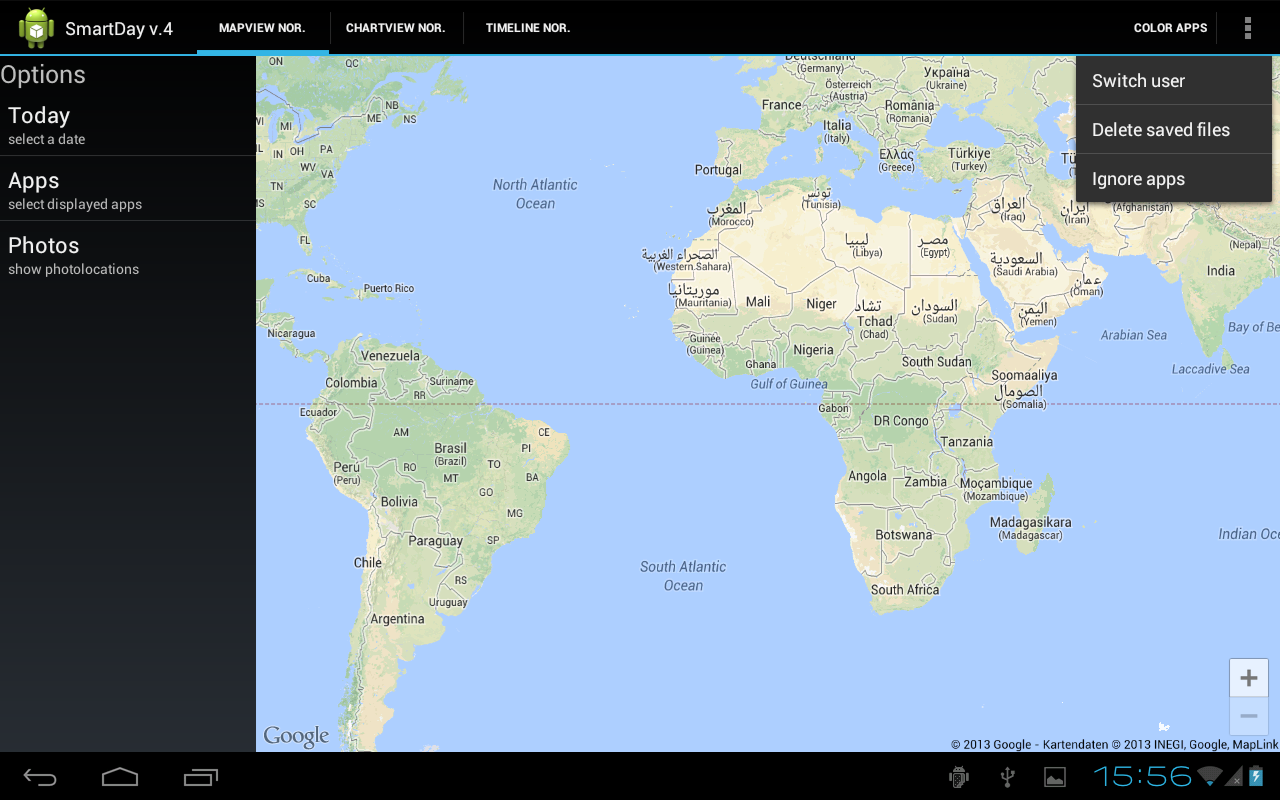 SmartDay v.4
MAPVIEW NOR.
CHARTVIEW NOR.
TIMELINE NOR.
COLOR APPS
Switch user
Delete saved files
Ignore apps
Options
Today
select a date
Apps
select displayed apps
Photos
show photolocations
ON
QC
NB
ME
NS
WI
MI
IL
IN
OH
PA
WV
VA
TN
MS
SC
FL
Cuba
Puerto Rico
Nicaragua
North Atlantic
Ocean
Deutschland
(Germany)
Україна
(Ukraine)
Österreich
(Austria)
France
România
(Romania)
Italia
(Italy)
Portugal
Ελλάς
(Greece)
Türkiye
(Turkey)
تونس
(Tunisia)
المغرب
(Morocco)
العراق
(Iraq)
ایران
(Iran)
(Afghanistan)
(Nepal)
ليبيا
(Libya)
مصر
(Egypt)
الصحراء الغربية
(Western Sahara)
السعودية
(Saudi Arabia)
India
عمان
(Oman)
موريتانيا
(Mauritania)
Mali
Niger
تشاد
Tchad
(Chad)
السودان
(Sudan)
اليمن
(Yemen)
Arabian Sea
Bay of Be
Guinée
(Guinea)
Ghana
Nigeria
South Sudan
Laccadive Sea
Gulf of Guinea
Soomaaliya
الصومال
(Somalia)
Venezuela
Colombia
Suriname
RR
Ecuador
Gabon
DR Congo
AM
CE
PI
Brasil
(Brazil)
Tanzania
Perú
(Peru)
RO
MT
TO
BA
GO
Angola
Zambia
Moçambique
(Mozambique)
Bolivia
MG
Madagasikara
(Madagascar)
Botswana
Paraguay
SP
Indian Oce
Chile
South Atlantic
Ocean
RS
Uruguay
South Africa
Argentina
+
−
Google
© 2013 Google - Kartendaten © 2013 INEGI, Google, MapLink
15:56